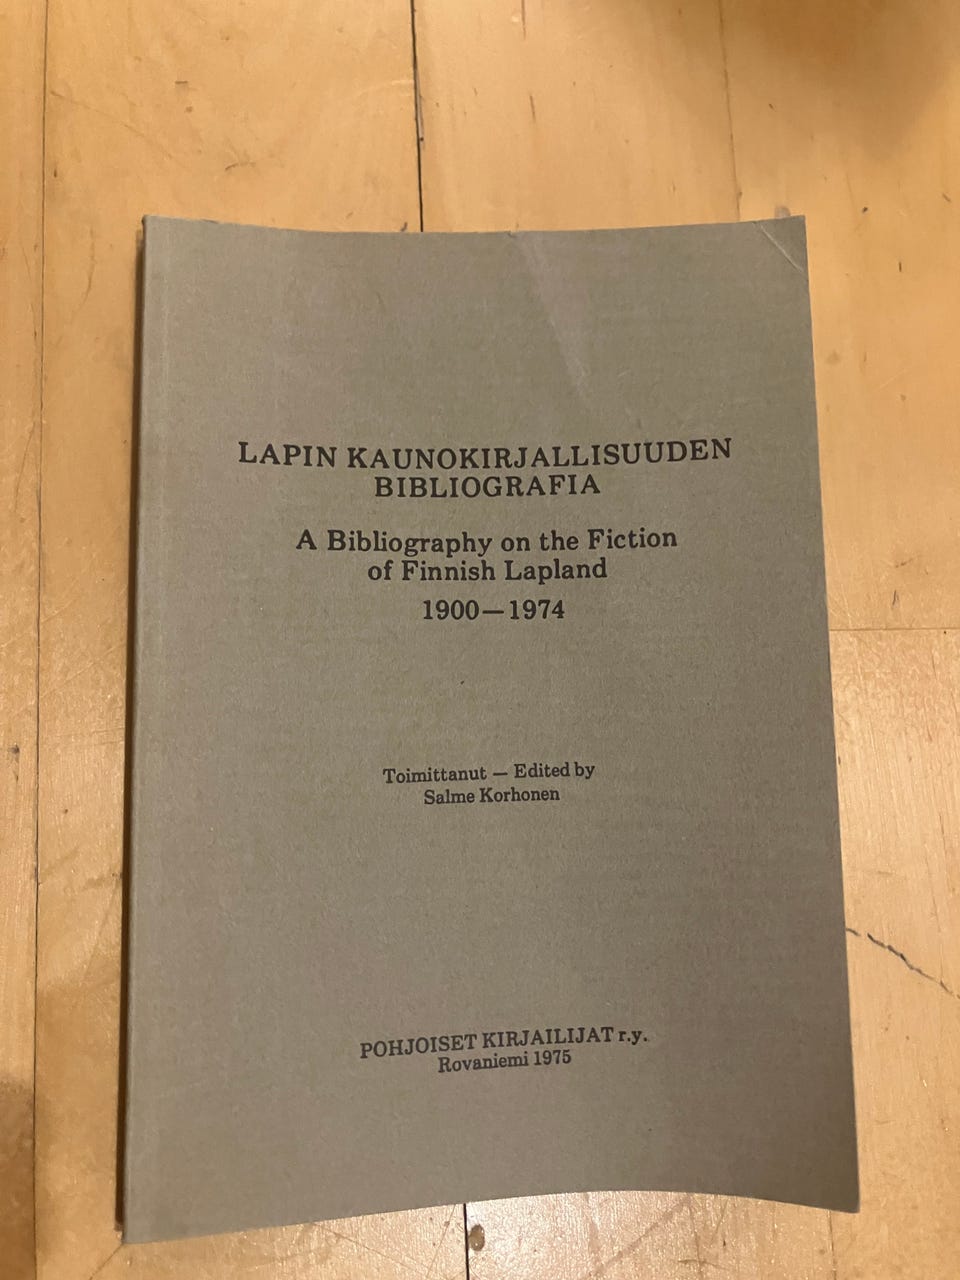 LAPIN KAUNOKIRJALLISUUDEN
BIBLIOGRAFIA
A Bibliography on the Fiction
of Finnish Lapland
1900—1974
Toimittanut — Edited by
Salme Korhonen
POHJOISET KIRJAILIJAT r.y.
Rovaniemi 1975